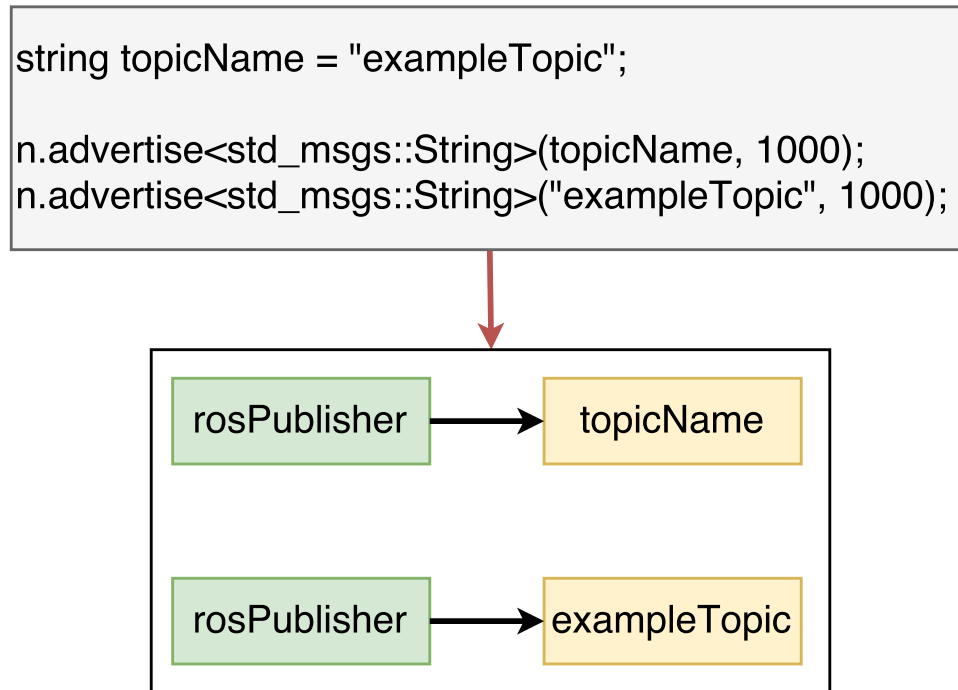 string topicName = "exampleTopic";
n.advertise<std_msgs::String>(topicName, 1000);
n.advertise<std_msgs::String>("exampleTopic", 1000);
rosPublisher
topicName
rosPublisher
exampleTopic